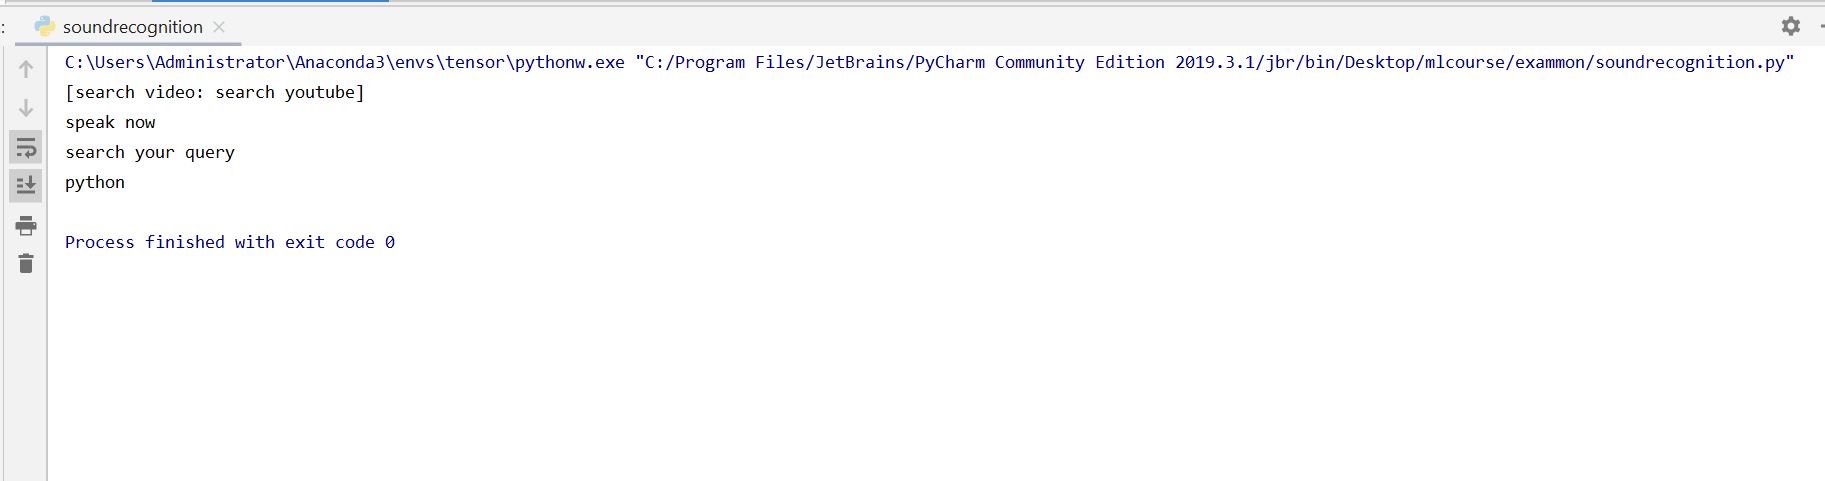 :
soundrecognition
C:\Users\Administrator\Anaconda3\envs\tensor\pythonw.exe "C:/Program Files/JetBrains/PyCharm Community Edition 2019.3.1/jbr/bin/Desktop/mlcourse/exammon/soundrecognition.py"
[search video: search youtube]
speak now
search your query
python
Process finished with exit code 0